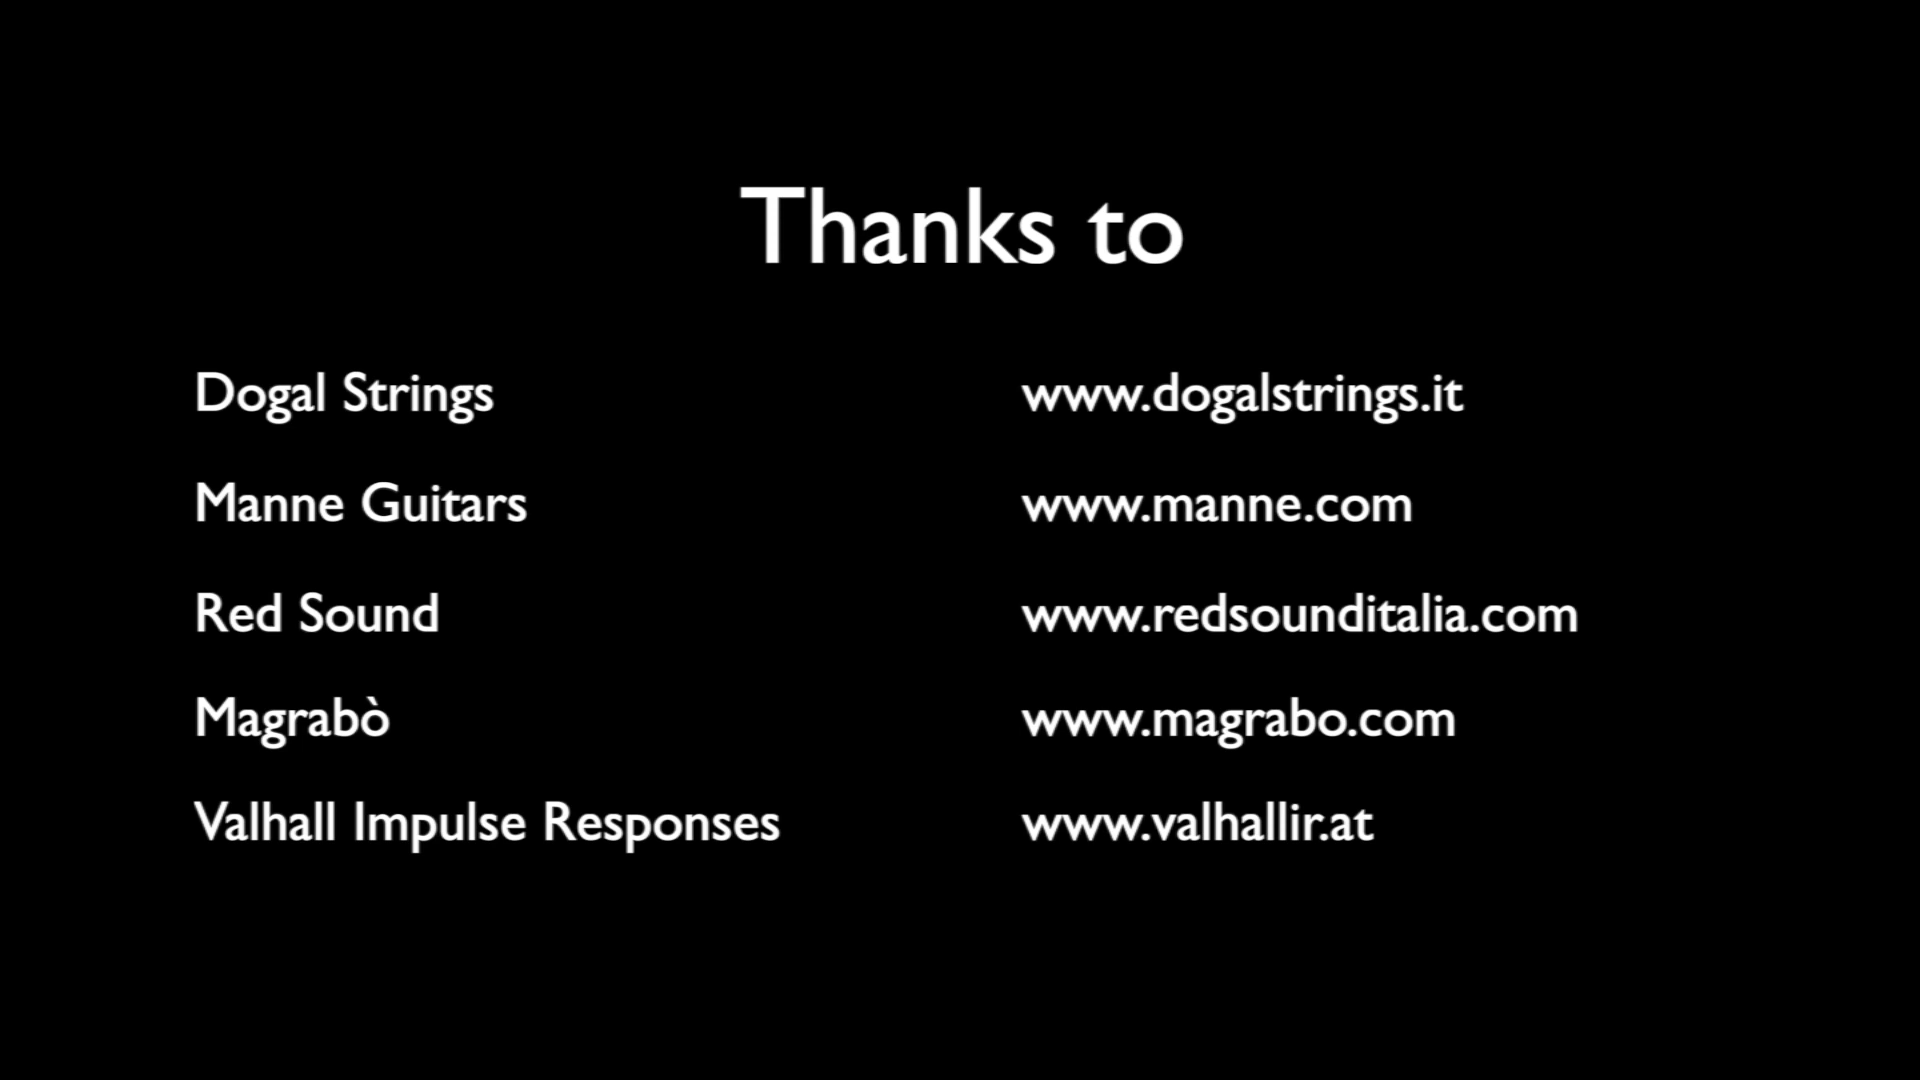 Thanks to
Dogal Strings www.dogalstrings.it
Manne Guitars www.manne.com
Red Sound www.redsounditalia.com
Magrabò www.magrabo.com
Valhall Impulse Responses www.valhallir.at